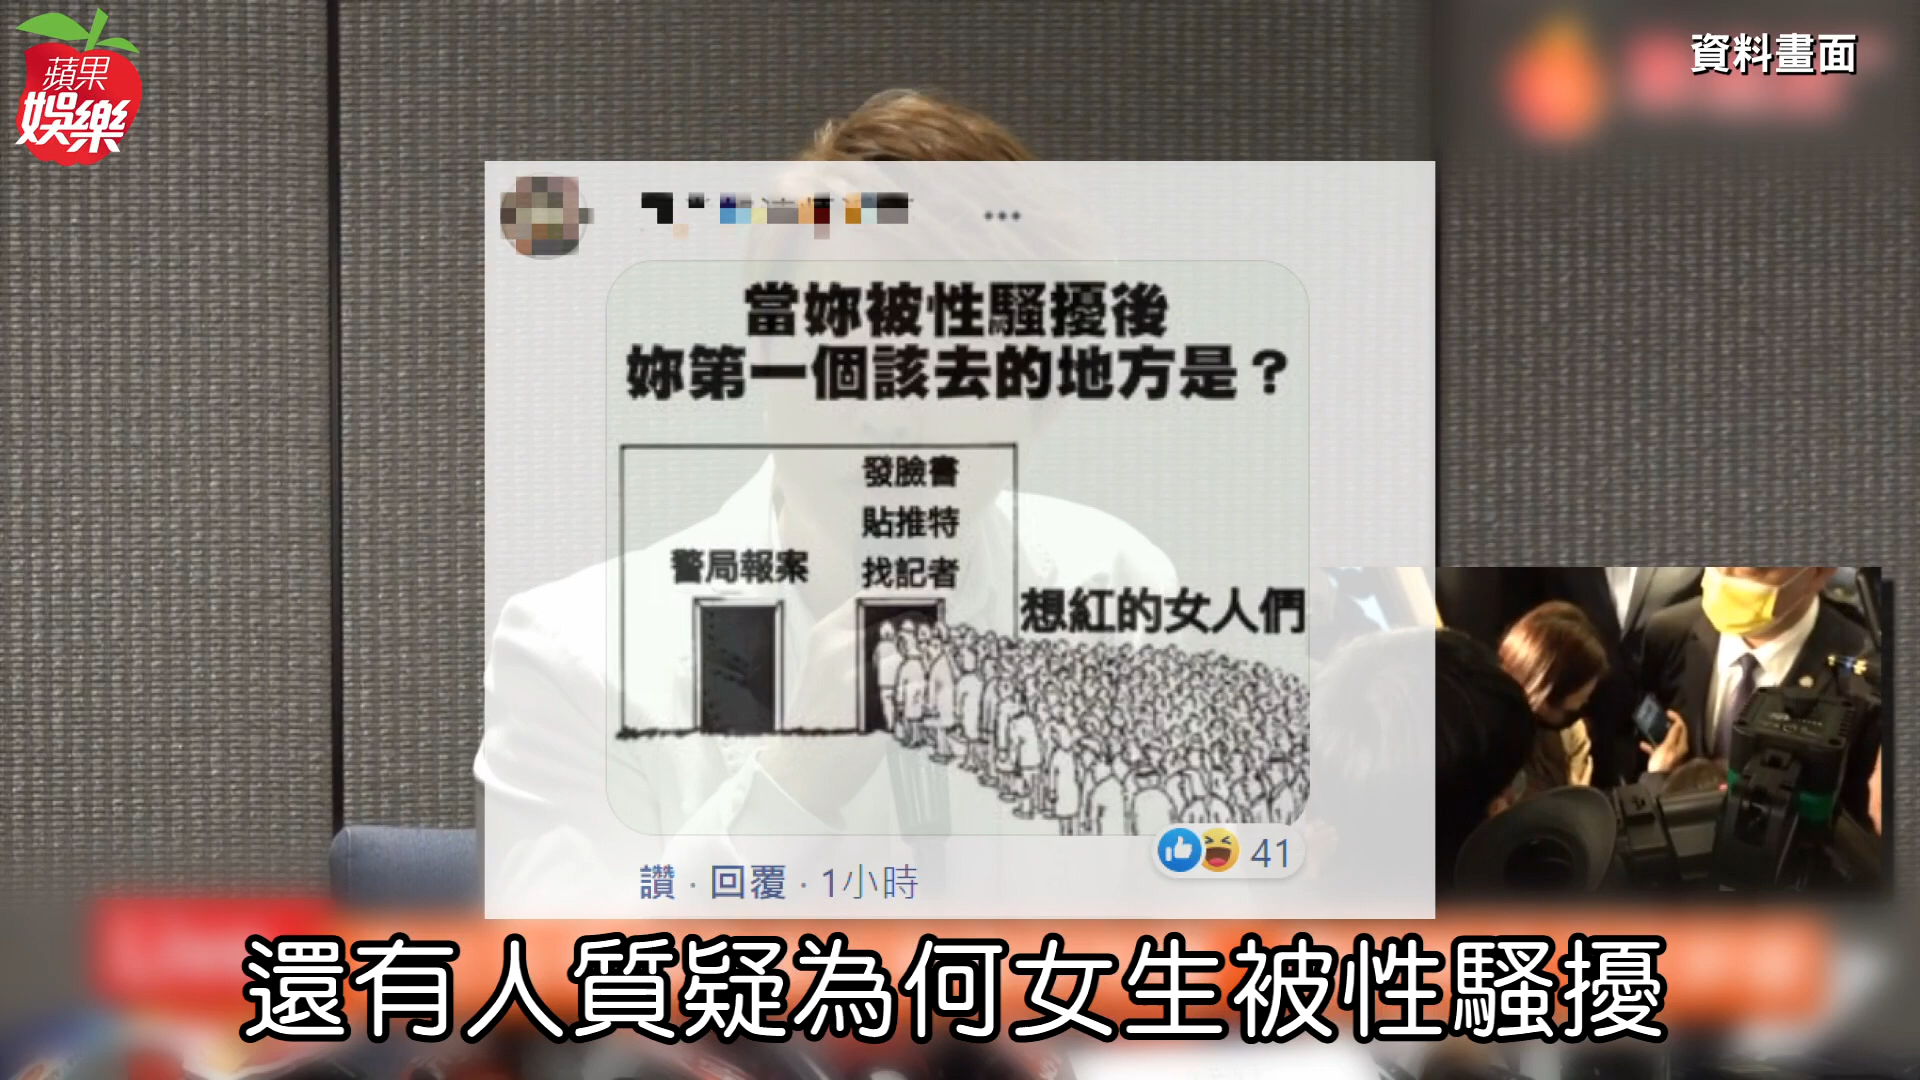 蘋果
娛樂
資料畫面
當妳被性騷擾後
妳第一個該去的地方是？
發臉書
貼推特
找記者
警局報案
想紅的女人們
41
讚 · 回覆 · 1小時
還有人質疑為何女生被性騷擾